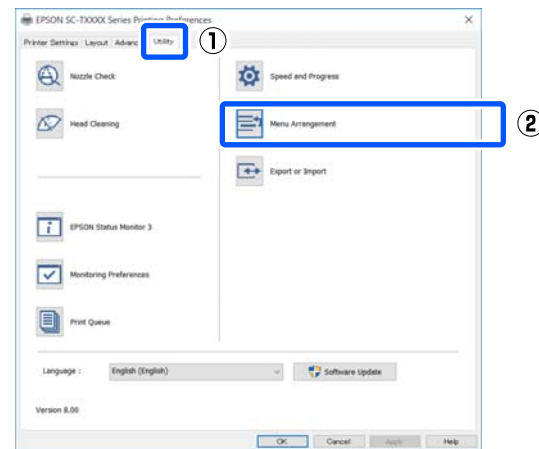 EPSON SC-TXXXX Series Printing Preferences
Printer Settings Layout Advanc Utility
①
Nozzle Check
Speed and Progress
Head Cleaning
Menu Arrangement
②
Export or Import
EPSON Status Monitor 3
Monitoring Preferences
Print Queue
Language :
English (English)
Software Update
Version 8.00
OK Cancel Apply Help